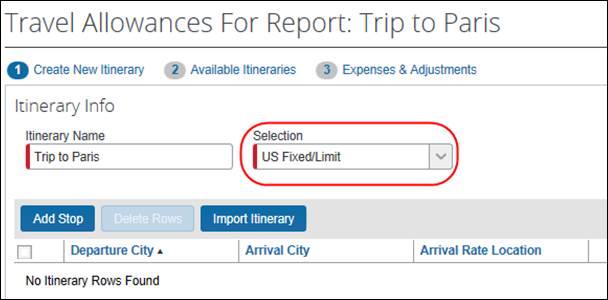 Travel Allowances For Report: Trip to Paris
1 Create New Itinerary 2 Available Itineraries 3 Expenses & Adjustments
Itinerary Info
Itinerary Name Selection
Trip to Paris US Fixed/Limit
Add Stop Delete Rows Import Itinerary
Departure City Arrival City Arrival Rate Location
No Itinerary Rows Found